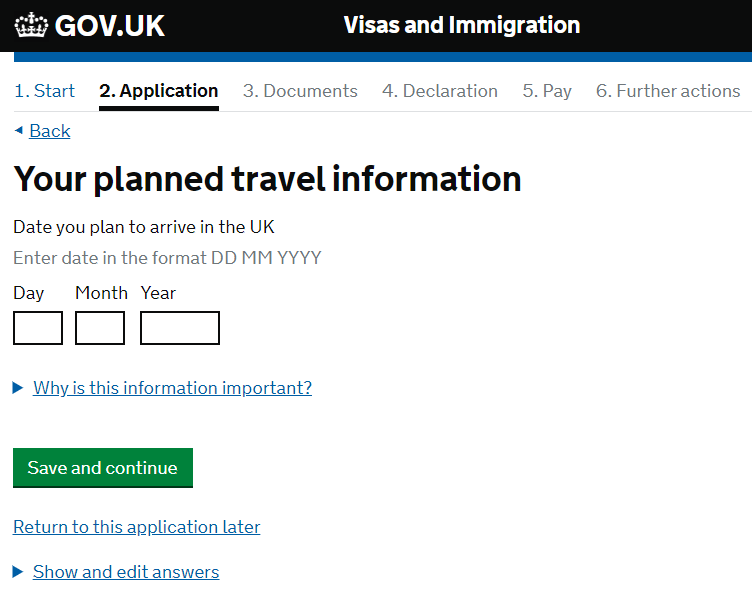 GOV.UK Visas and Immigration
1. Start 2. Application 3. Documents 4. Declaration 5. Pay 6. Further actions
Back
Your planned travel information
Date you plan to arrive in the UK
Enter date in the format DD MM YYYY
Day Month Year
Why is this information important?
Save and continue
Return to this application later
Show and edit answers